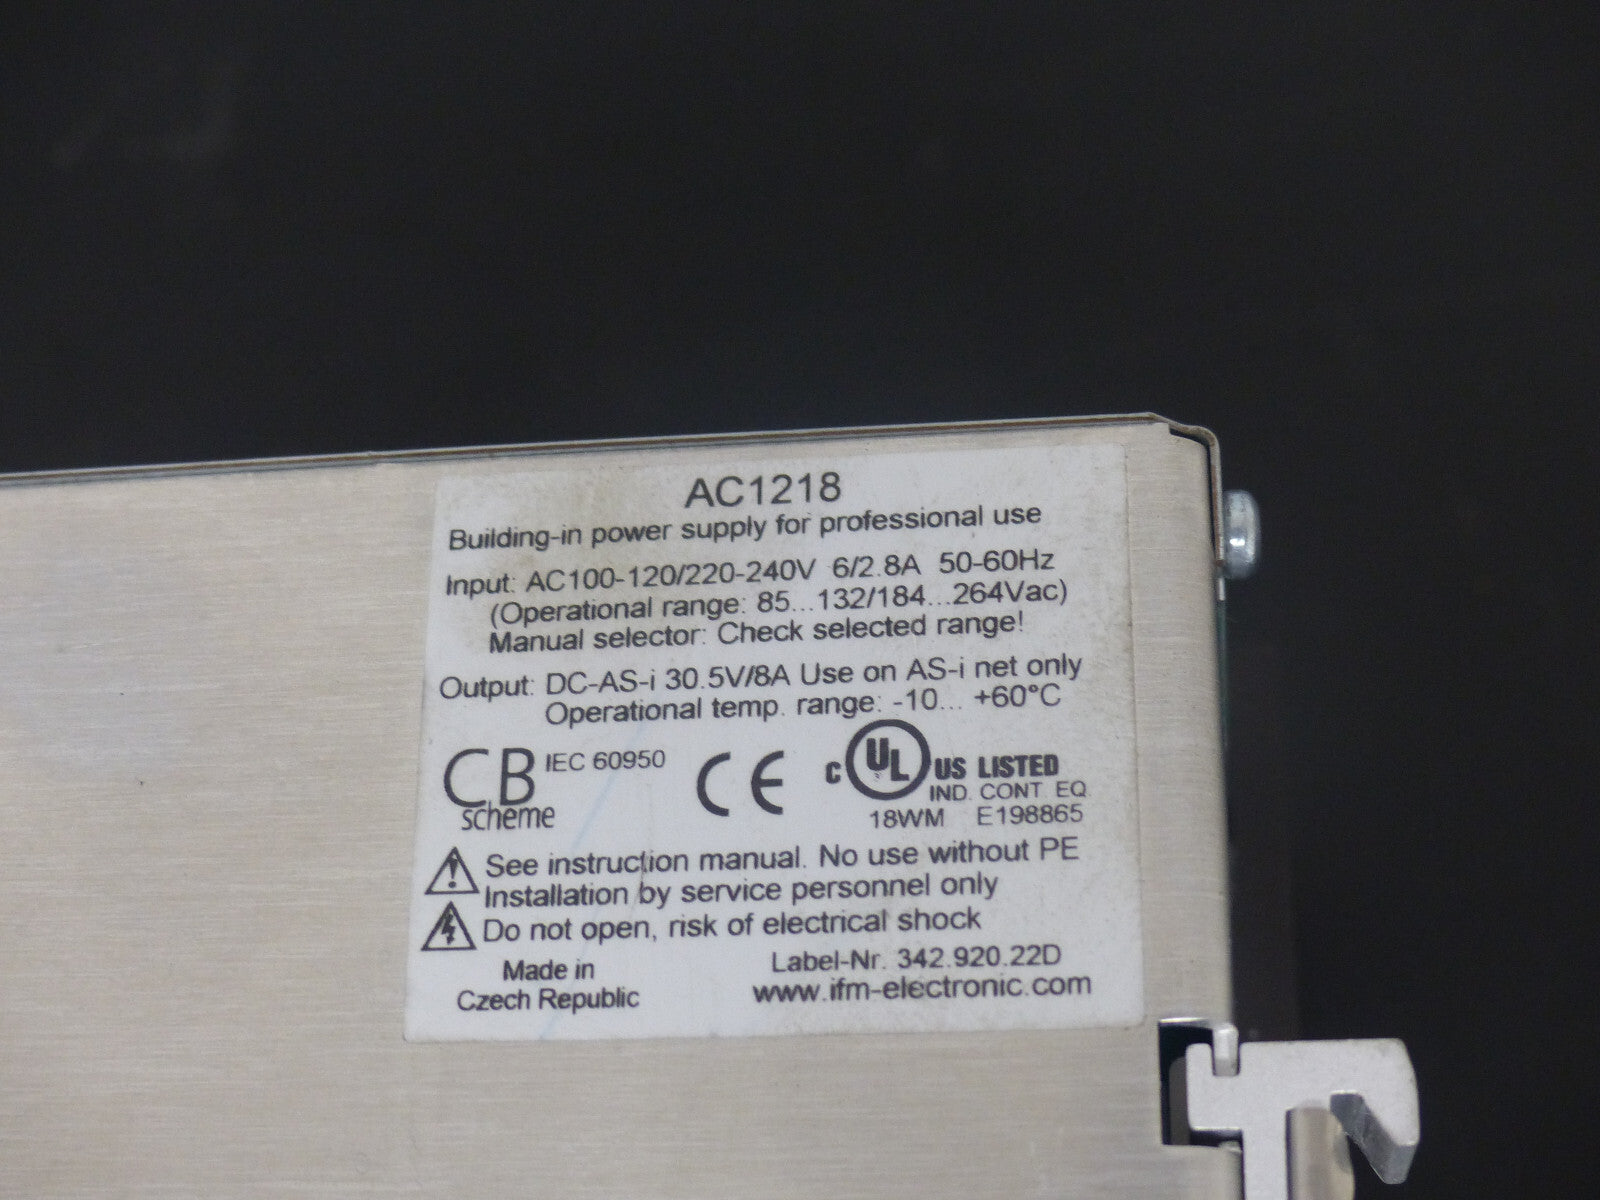 AC1218
Building-in power supply for professional use
Input: AC100-120/220-240V 6/2.8A 50-60Hz
(Operational range: 85...132/184...264Vac)
Manual selector: Check selected range!
Output: DC-AS-i 30.5V/8A Use on AS-i net only
Operational temp. range: -10... +60°C
CB scheme IEC 60950
CE
C UL US LISTED
IND. CONT. EQ.
18WM E198865
See instruction manual. No use without PE
Installation by service personnel only
Do not open, risk of electrical shock
Made in
Czech Republic
Label-Nr. 342.920.22D
www.ifm-electronic.com